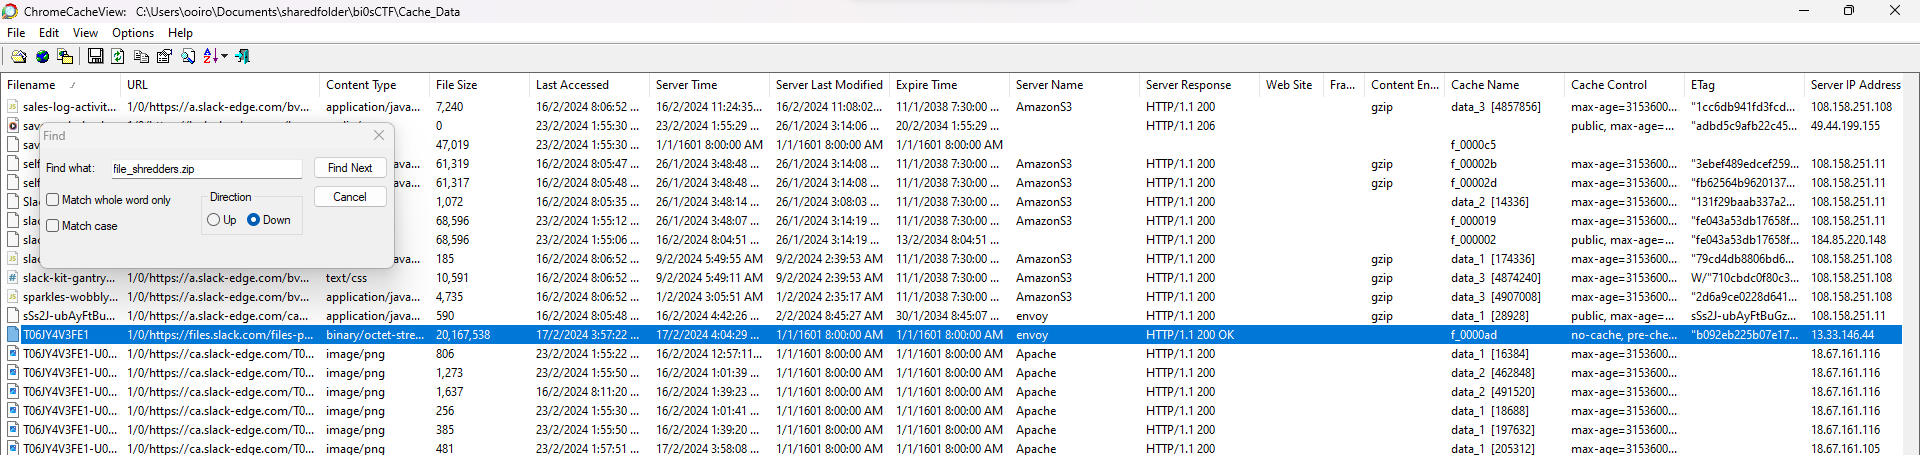 ChromeCacheView: C:\Users\ooiro\Documents\sharedfolder\bi0sCTF\Cache_Data
File Edit View Options Help
Filename URL Content Type File Size Last Accessed Server Time Server Last Modified Expire Time Server Name Server Response Web Site Fra... Content En... Cache Name Cache Control ETag Server IP Address
sales-log-activit... 1/0/https://a.slack-edge.com/bv... application/java... 7,240 16/2/2024 8:06:52 ... 16/2/2024 11:24:35... 16/2/2024 11:08:02... 11/1/2038 7:30:00 ... AmazonS3 HTTP/1.1 200 gzip data_3 [4857856] max-age=3153600... "1cc6db941fd3fcd... 108.158.251.108
sav 0 23/2/2024 1:55:30 ... 23/2/2024 1:55:29 ... 26/1/2024 3:14:06 ... 20/2/2034 1:55:29 ... HTTP/1.1 206 public, max-age=... "adbd5c9afb22c45... 49.44.199.155
Find
sav 47,019 23/2/2024 1:55:30 ... 1/1/1601 8:00:00 AM 1/1/1601 8:00:00 AM 1/1/1601 8:00:00 AM f_0000c5
self ava... 61,319 16/2/2024 8:05:47 ... 26/1/2024 3:48:48 ... 26/1/2024 3:14:08 ... 11/1/2038 7:30:00 ... AmazonS3 HTTP/1.1 200 gzip f_00002b max-age=3153600... "3ebef489edcef259... 108.158.251.11
Find what: file_shredders.zip Find Next
self ava... 61,317 16/2/2024 8:05:48 ... 26/1/2024 3:48:48 ... 26/1/2024 3:14:08 ... 11/1/2038 7:30:00 ... AmazonS3 HTTP/1.1 200 gzip f_00002d max-age=3153600... "fb62564b9620137... 108.158.251.11
Match whole word only Direction Cancel
Slac 1,072 16/2/2024 8:05:35 ... 26/1/2024 3:48:14 ... 26/1/2024 3:08:03 ... 11/1/2038 7:30:00 ... AmazonS3 HTTP/1.1 200 data_2 [14336] max-age=3153600... "131f29baab337a2... 108.158.251.11
slac 68,596 23/2/2024 1:55:12 ... 26/1/2024 3:48:07 ... 26/1/2024 3:14:19 ... 11/1/2038 7:30:00 ... AmazonS3 HTTP/1.1 200 f_000019 max-age=3153600... "fe043a53db17658f... 108.158.251.11
Match case Up Down
slac 68,596 23/2/2024 1:55:06 ... 16/2/2024 8:04:51 ... 26/1/2024 3:14:19 ... 13/2/2034 8:04:51 ... HTTP/1.1 200 f_000002 public, max-age=... "fe043a53db17658f... 184.85.220.148
slac ava... 185 16/2/2024 8:06:52 ... 9/2/2024 5:49:55 AM 9/2/2024 2:39:53 AM 11/1/2038 7:30:00 ... AmazonS3 HTTP/1.1 200 gzip data_1 [174336] max-age=3153600... "79cd4db8806bd6... 108.158.251.108
slack-kit-gantry... 1/0/https://a.slack-edge.com/bv... text/css 10,591 16/2/2024 8:06:52 ... 9/2/2024 5:49:11 AM 9/2/2024 2:39:53 AM 11/1/2038 7:30:00 ... AmazonS3 HTTP/1.1 200 gzip data_3 [4874240] max-age=3153600... W/"710cbdc0f80c3... 108.158.251.108
sparkles-wobbly... 1/0/https://a.slack-edge.com/bv... application/java... 4,735 16/2/2024 8:06:52 ... 1/2/2024 3:05:51 AM 1/2/2024 2:35:17 AM 11/1/2038 7:30:00 ... AmazonS3 HTTP/1.1 200 gzip data_3 [4907008] max-age=3153600... "2d6a9ce0228d641... 108.158.251.108
sSs2J-ubAyFtBu... 1/0/https://a.slack-edge.com/ca... application/java... 590 16/2/2024 8:05:48 ... 16/2/2024 4:42:26 ... 2/2/2024 8:45:27 AM 30/1/2034 8:45:07 ... envoy HTTP/1.1 200 gzip data_1 [28928] public, max-age=... sSs2J-ubAyFtBuGz... 108.158.251.11
T06JY4V3FE1 1/0/https://files.slack.com/files-p... binary/octet-stre... 20,167,538 17/2/2024 3:57:22 ... 17/2/2024 4:04:29 ... 1/1/1601 8:00:00 AM 1/1/1601 8:00:00 AM envoy HTTP/1.1 200 OK f_0000ad no-cache, pre-che... "b092eb225b07e17... 13.33.146.44
T06JY4V3FE1-U0... 1/0/https://ca.slack-edge.com/T0... image/png 806 23/2/2024 1:55:22 ... 16/2/2024 12:57:11... 1/1/1601 8:00:00 AM 1/1/1601 8:00:00 AM Apache HTTP/1.1 200 data_1 [16384] max-age=3153600... 18.67.161.116
T06JY4V3FE1-U0... 1/0/https://ca.slack-edge.com/T0... image/png 1,273 23/2/2024 1:55:50 ... 16/2/2024 1:01:39 ... 1/1/1601 8:00:00 AM 1/1/1601 8:00:00 AM Apache HTTP/1.1 200 data_2 [462848] max-age=3153600... 18.67.161.116
T06JY4V3FE1-U0... 1/0/https://ca.slack-edge.com/T0... image/png 1,637 16/2/2024 8:11:20 ... 16/2/2024 1:39:23 ... 1/1/1601 8:00:00 AM 1/1/1601 8:00:00 AM Apache HTTP/1.1 200 data_2 [491520] max-age=3153600... 18.67.161.116
T06JY4V3FE1-U0... 1/0/https://ca.slack-edge.com/T0... image/png 256 23/2/2024 1:55:30 ... 16/2/2024 1:01:41 ... 1/1/1601 8:00:00 AM 1/1/1601 8:00:00 AM Apache HTTP/1.1 200 data_1 [18688] max-age=3153600... 18.67.161.116
T06JY4V3FE1-U0... 1/0/https://ca.slack-edge.com/T0... image/png 385 23/2/2024 1:55:50 ... 16/2/2024 1:39:20 ... 1/1/1601 8:00:00 AM 1/1/1601 8:00:00 AM Apache HTTP/1.1 200 data_1 [197632] max-age=3153600... 18.67.161.116
T06JY4V3FE1-U0... 1/0/https://ca.slack-edge.com/T0... image/png 481 23/2/2024 1:57:51 ... 17/2/2024 3:58:08 ... 1/1/1601 8:00:00 AM 1/1/1601 8:00:00 AM Apache HTTP/1.1 200 data_1 [205312] max-age=3153600... 18.67.161.105